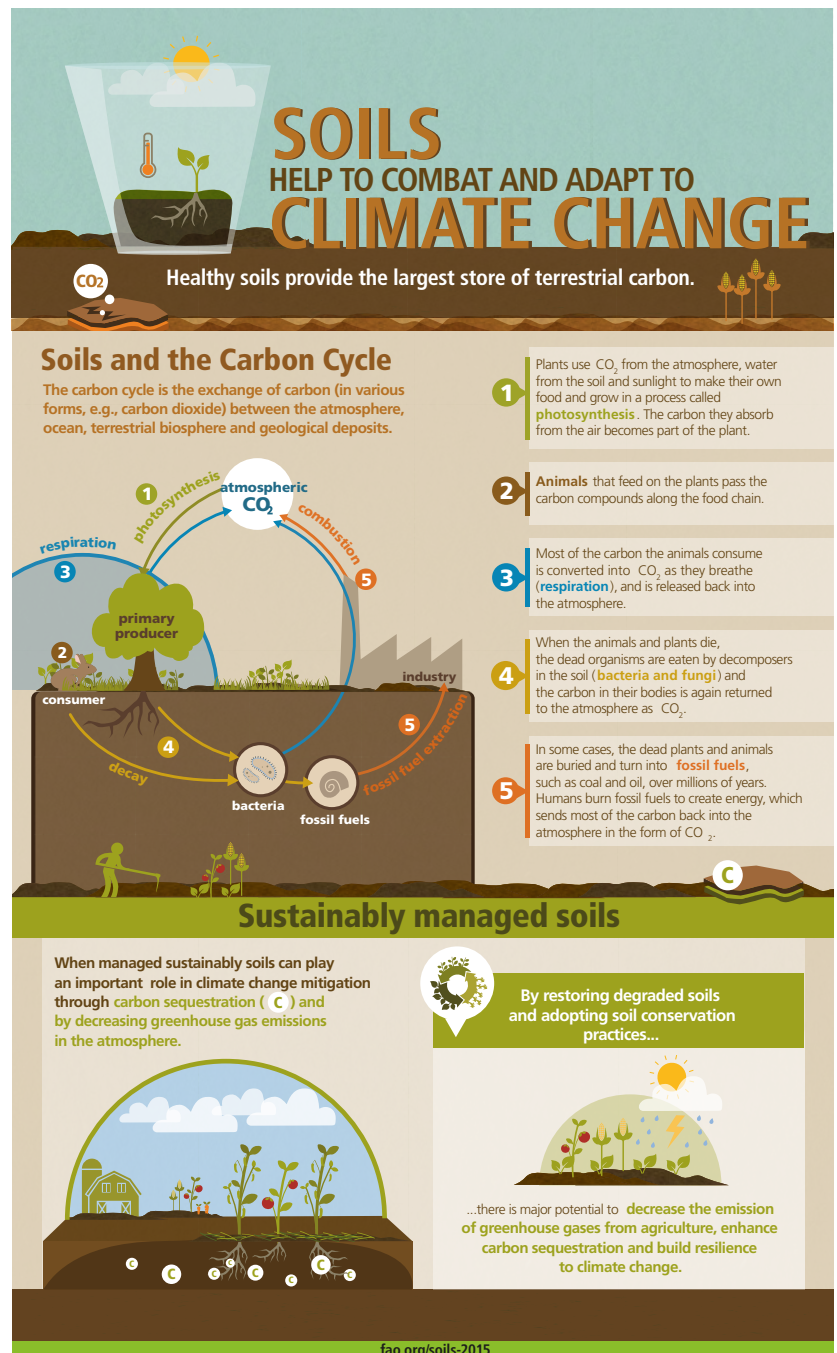 SOILS
HELP TO COMBAT AND ADAPT TO
CLIMATE CHANGE
CO2
Healthy soils provide the largest store of terrestrial carbon.
Soils and the Carbon Cycle
The carbon cycle is the exchange of carbon (in various
forms, e.g., carbon dioxide) between the atmosphere,
ocean, terrestrial biosphere and geological deposits.
1
photosynthesis
atmospheric
CO2
combustion
5
respiration
3
primary
producer
2
consumer
industry
4
decay
bacteria
fossil fuels
5
fossil fuel extraction
1
Plants use CO2 from the atmosphere, water
from the soil and sunlight to make their own
food and grow in a process called
photosynthesis. The carbon they absorb
from the air becomes part of the plant.
2
Animals that feed on the plants pass the
carbon compounds along the food chain.
3
Most of the carbon the animals consume
is converted into CO2 as they breathe
(respiration), and is released back into
the atmosphere.
4
When the animals and plants die,
the dead organisms are eaten by decomposers
in the soil (bacteria and fungi) and
the carbon in their bodies is again returned
to the atmosphere as CO2.
5
In some cases, the dead plants and animals
are buried and turn into fossil fuels,
such as coal and oil, over millions of years.
Humans burn fossil fuels to create energy, which
sends most of the carbon back into the
atmosphere in the form of CO2.
C
Sustainably managed soils
When managed sustainably soils can play
an important role in climate change mitigation
through carbon sequestration ( C ) and
by decreasing greenhouse gas emissions
in the atmosphere.
C
C
C
C
C
C
C
C
By restoring degraded soils
and adopting soil conservation
practices...
...there is major potential to decrease the emission
of greenhouse gases from agriculture, enhance
carbon sequestration and build resilience
to climate change.
fao.org/soils-2015